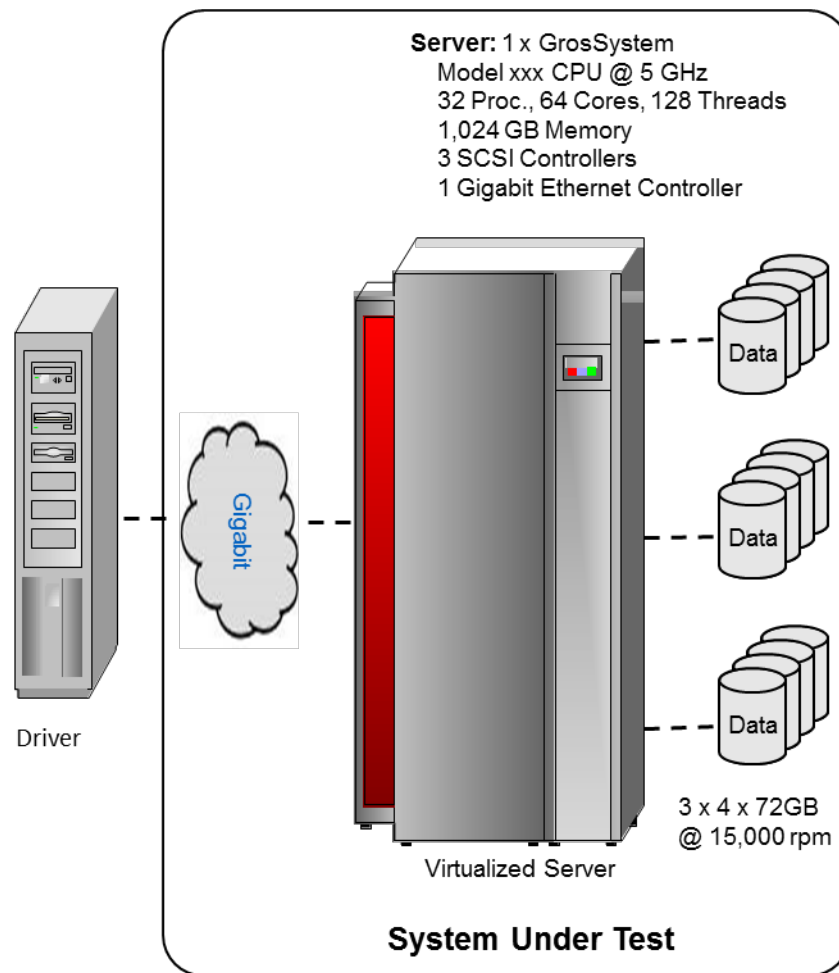 Server: 1 x GrosSystem
Model xxx CPU @ 5 GHz
32 Proc., 64 Cores, 128 Threads
1,024 GB Memory
3 SCSI Controllers
1 Gigabit Ethernet Controller
Data
Gigabit
Data
Data
Driver
3 x 4 x 72GB
@ 15,000 rpm
Virtualized Server
System Under Test